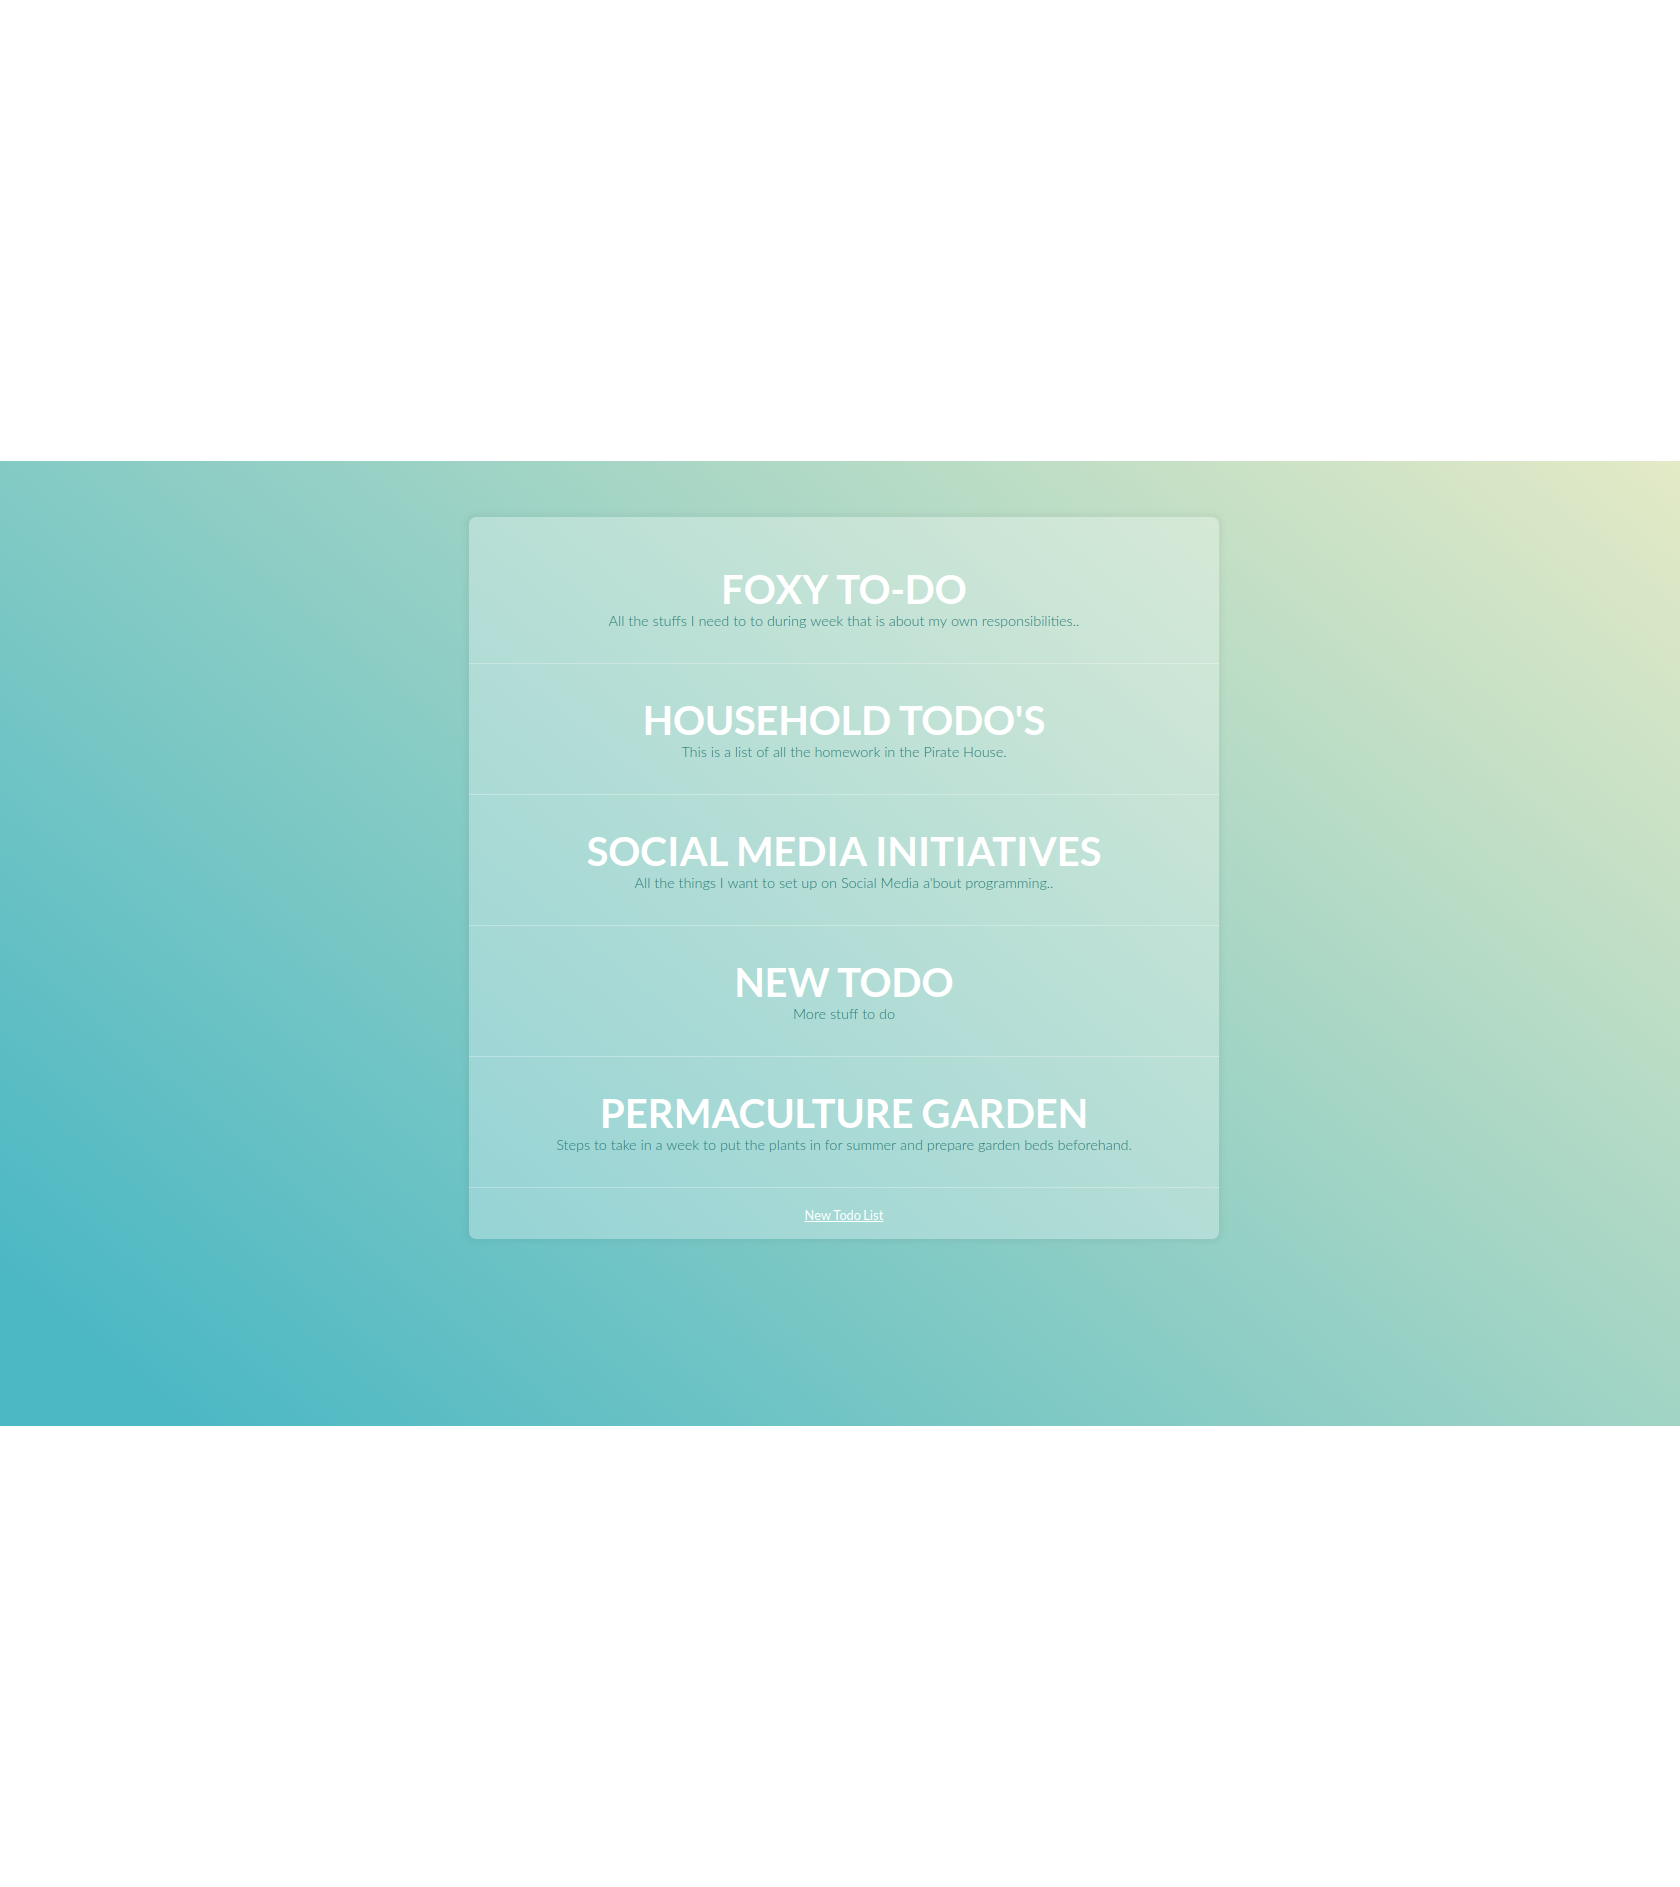 FOXY TO-DO
All the stuffs I need to to during week that is about my own responsibilities..
HOUSEHOLD TODO'S
This is a list of all the homework in the Pirate House.
SOCIAL MEDIA INITIATIVES
All the things I want to set up on Social Media a'bout programming..
NEW TODO
More stuff to do
PERMACULTURE GARDEN
Steps to take in a week to put the plants in for summer and prepare garden beds beforehand.
New Todo List